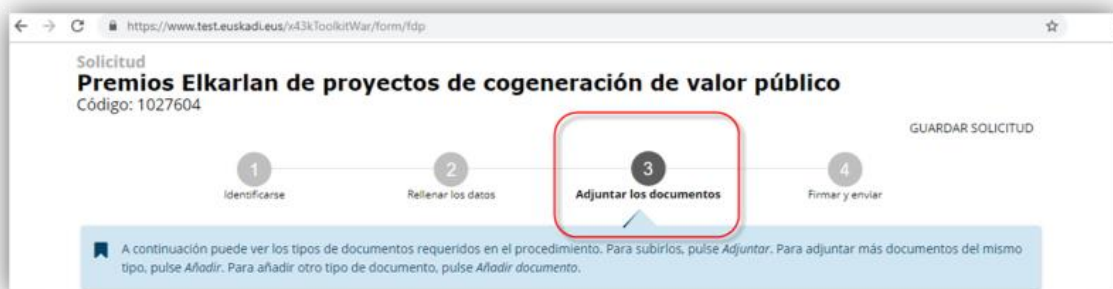 https://www.test.euskadi.eus/x43kToolkitWar/form/fdp
Solicitud
Premios Elkarlan de proyectos de cogeneración de valor público
Código: 1027604
GUARDAR SOLICITUD
1
2
3
4
Identificarse
Rellenar los datos
Adjuntar los documentos
Firmar y enviar
A continuación puede ver los tipos de documentos requeridos en el procedimiento. Para subirlos, pulse Adjuntar. Para adjuntar más documentos del mismo
tipo, pulse Añadir. Para añadir otro tipo de documento, pulse Añadir documento.